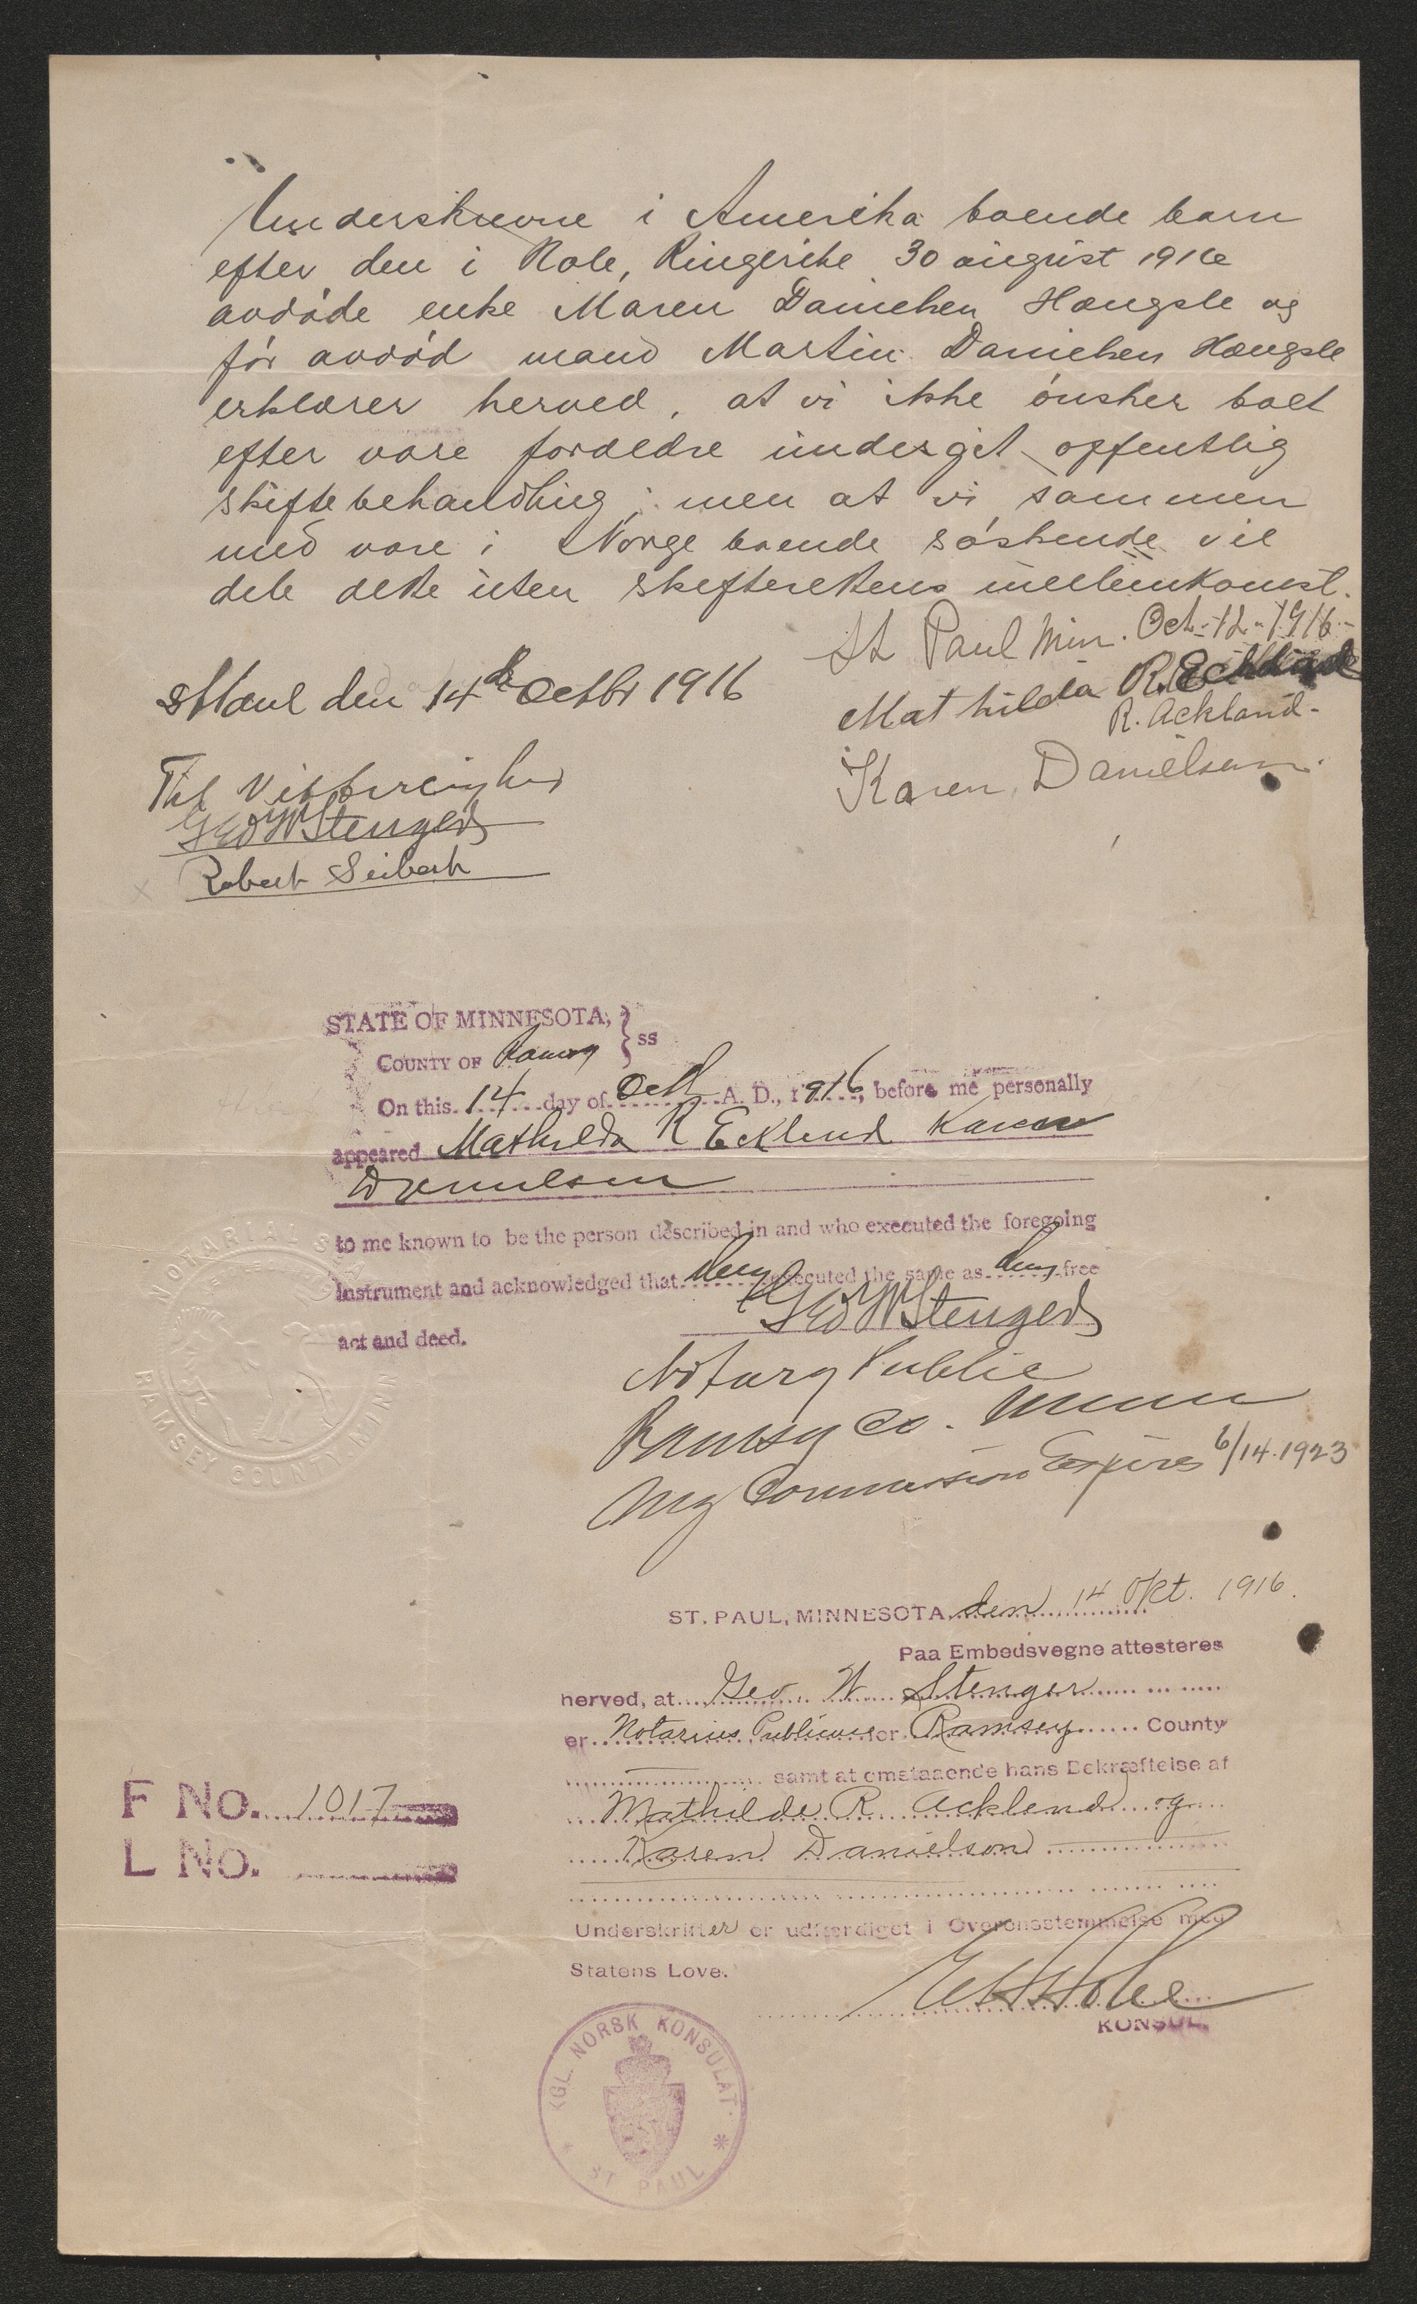 Underskrevne i Amerika boende barn
efter den i Hole, Ringerike 30 august 1916
avdøde enke Maren Danielsen Hængsle og
før avdød mand Martin Danielsen Hængsle
erklærer herved, at vi ikke ønsker boet
efter vore forældre undergit offentlig
skiftebehandling; men at vi sammen
med vore i Norge boende søskende vil
dele dette uten skifterettens mellemkomst.
St Paul Min. Oct-12-1916-
Mathilda R.
R. Ackland-
Karen Danielson.
St Paul den 14de Octbr 1916
Geo W Stenger
Robert Seibert
STATE OF MINNESOTA, } ss
COUNTY OF Ramsey
On this 14 day of Oct A. D., 1916, before me personally
appeared Mathilda R Ecklund Karen
Danielson
to me known to be the person described in and who executed the foregoing
instrument and acknowledged that they executed the same as they free
act and deed.
Geo W Stenger
Notary Public
Ramsey Co. Minn
My Commission Expires 6/14.1923
NOTARIAL SEAL
RAMSEY COUNTY, MINN
ST. PAUL, MINNESOTA, den 14 Okt. 1916.
Paa Embedsvegne attesteres
herved, at Geo. W. Stenger
er Notarius Publicus for Ramsey County
samt at omstaaende hans Bekræftelse af
Mathilde R. Acklend og
Karen Danielson
Underskrifter er udfærdiget i Overensstemmelse med
Statens Love.
KONSUL.
F No. 1017
L No.
KGL. NORSK KONSULAT
* ST PAUL *